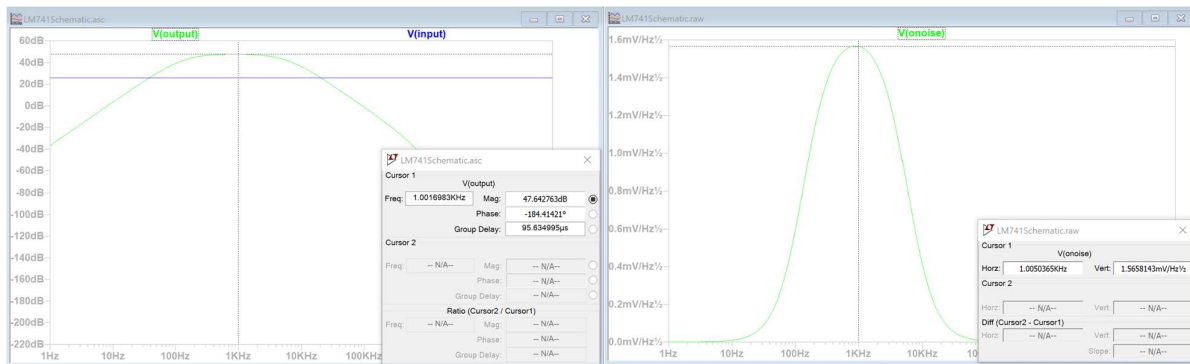 LM741Schematic.asc
V(output) V(input)
60dB
40dB
20dB
0dB
-20dB
-40dB
-60dB
-80dB
-100dB
-120dB
-140dB
-160dB
-180dB
-200dB
-220dB
1Hz 10Hz 100Hz 1KHz 10KHz 100KHz
LM741Schematic.asc
Cursor 1
V(output)
Freq: 1.0016983KHz Mag: 47.642763dB
Phase: -184.41421°
Group Delay: 95.634995µs
Cursor 2
Freq: -- N/A-- Mag: -- N/A--
Phase: -- N/A--
Group Delay: -- N/A--
Ratio (Cursor2 / Cursor1)
Freq: -- N/A-- Mag: -- N/A--
Phase: -- N/A--
Group Delay: -- N/A--
LM741Schematic.raw
V(onoise)
1.6mV/Hz½
1.4mV/Hz½
1.2mV/Hz½
1.0mV/Hz½
0.8mV/Hz½
0.6mV/Hz½
0.4mV/Hz½
0.2mV/Hz½
0.0mV/Hz½
1Hz 10Hz 100Hz 1KHz 10KHz
LM741Schematic.raw
Cursor 1
V(onoise)
Horz: 1.0050365KHz Vert: 1.5658143mV/Hz½
Cursor 2
Horz: -- N/A-- Vert: -- N/A--
Diff (Cursor2 - Cursor1)
Horz: -- N/A-- Vert: -- N/A--
Slope: -- N/A--